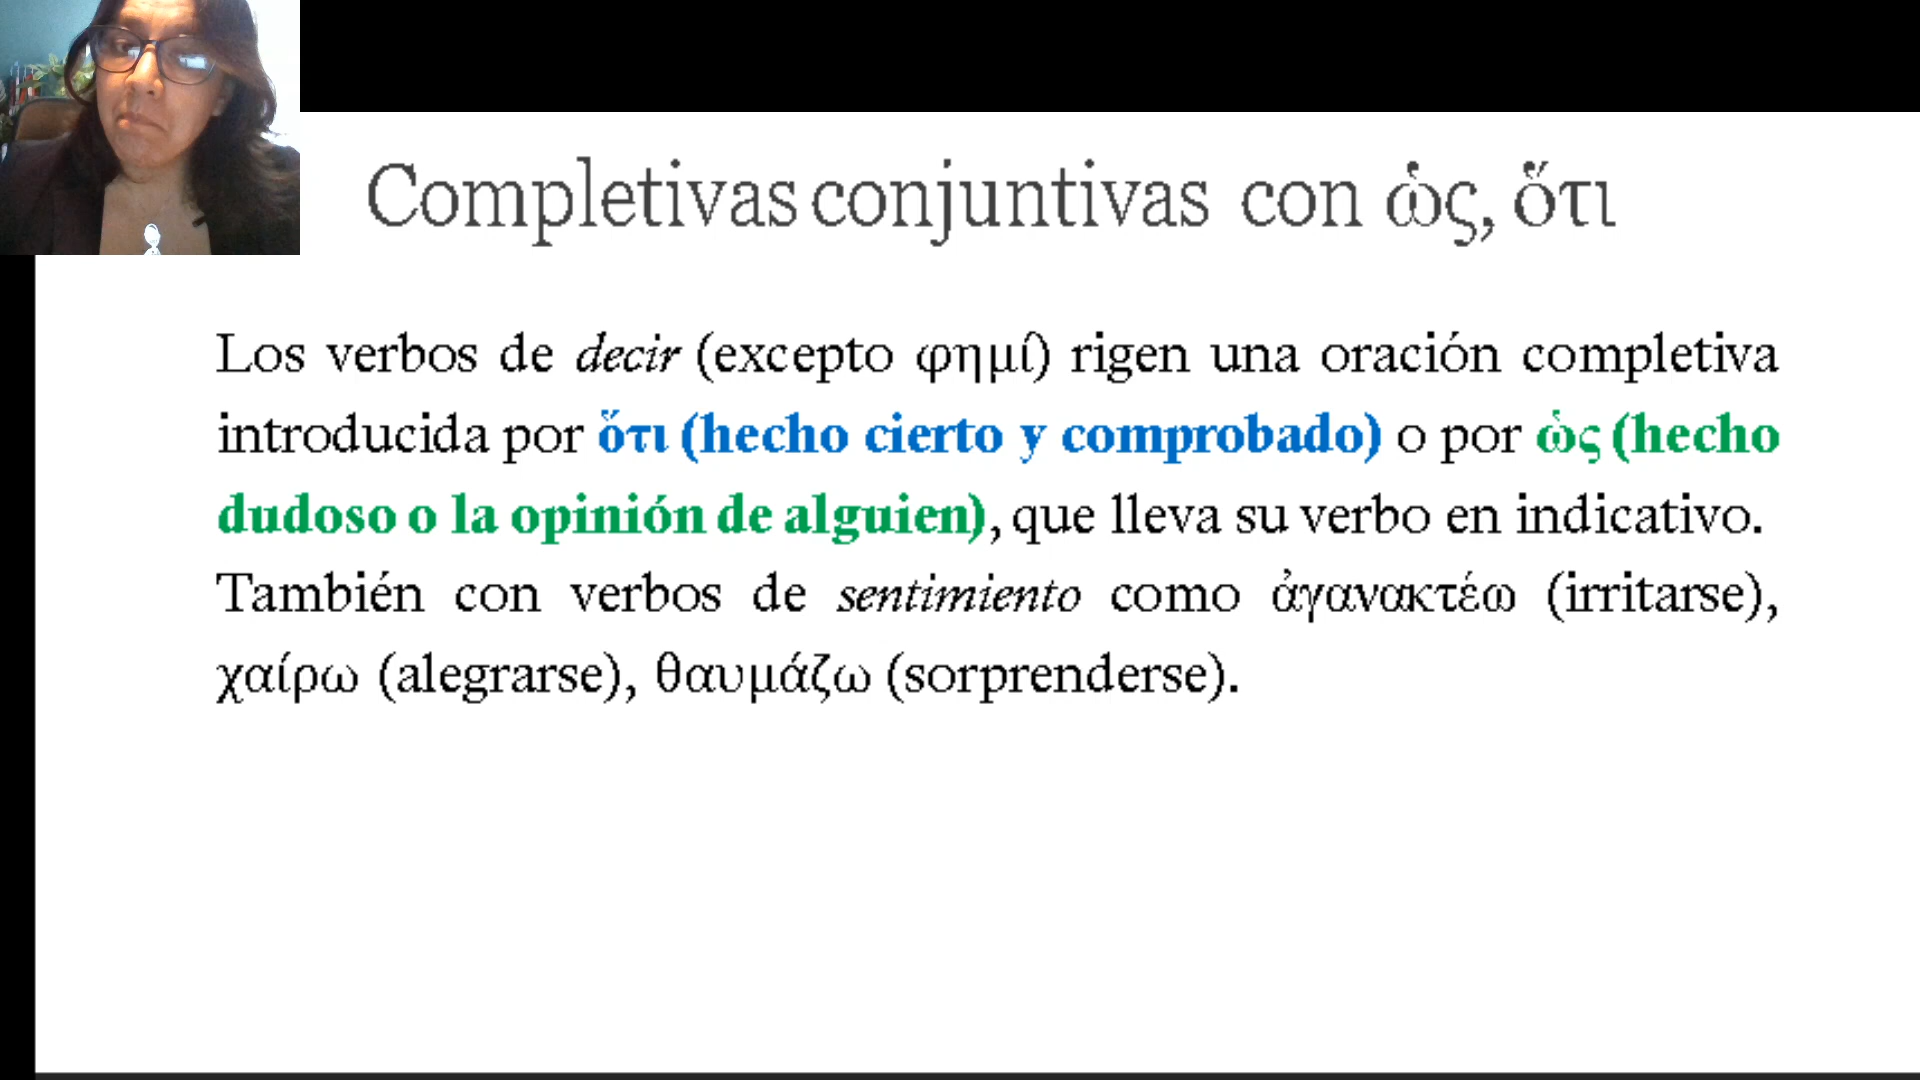 Completivas conjuntivas con ὡς, ὅτι
Los verbos de decir (excepto φημί) rigen una oración completiva
introducida por ὅτι (hecho cierto y comprobado) o por ὡς (hecho
dudoso o la opinión de alguien), que lleva su verbo en indicativo.
También con verbos de sentimiento como ἀγανακτέω (irritarse),
χαίρω (alegrarse), θαυμάζω (sorprenderse).